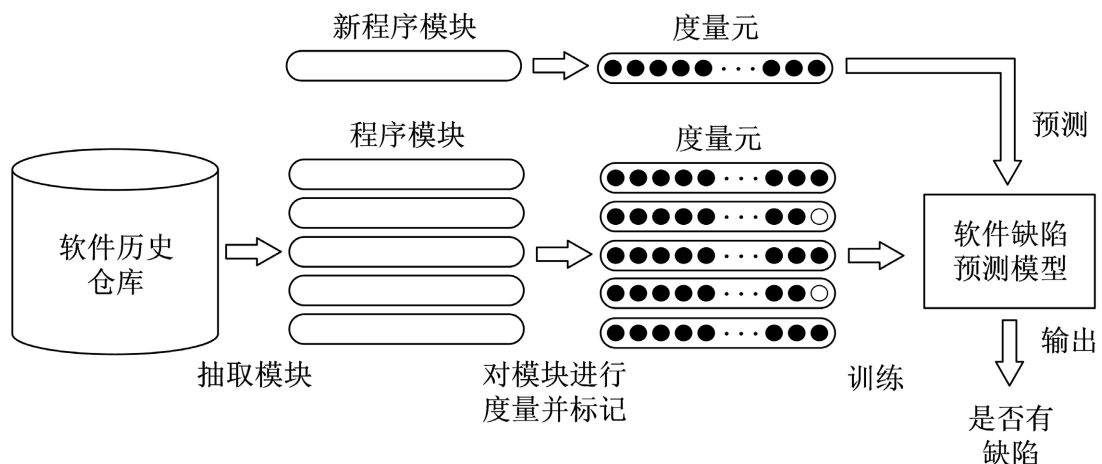 新程序模块
度量元
预测
程序模块
度量元
软件历史
仓库
软件缺陷
预测模型
抽取模块
对模块进行
度量并标记
训练
输出
是否有
缺陷